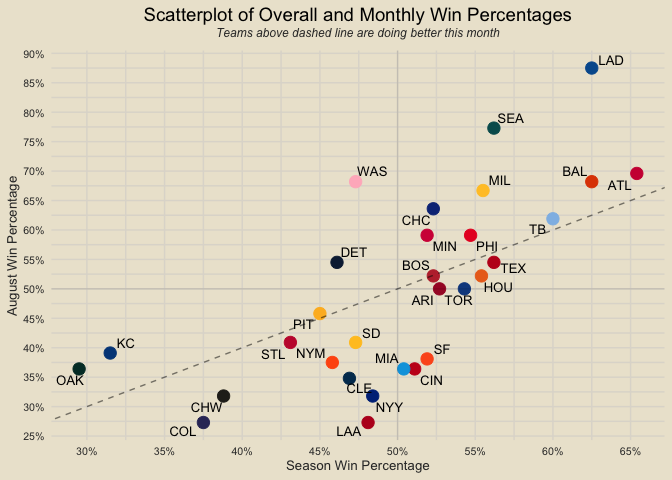 Scatterplot of Overall and Monthly Win Percentages
Teams above dashed line are doing better this month
90%
85%
80%
75%
70%
65%
60%
55%
50%
45%
40%
35%
30%
25%
August Win Percentage
LAD
SEA
WAS
MIL
BAL
ATL
CHC
TB
MIN
PHI
DET
BOS
TEX
HOU
ARI
TOR
PIT
KC
STL
NYM
SD
MIA
SF
OAK
CLE
CIN
CHW
NYY
COL
LAA
30%
35%
40%
45%
50%
55%
60%
65%
Season Win Percentage